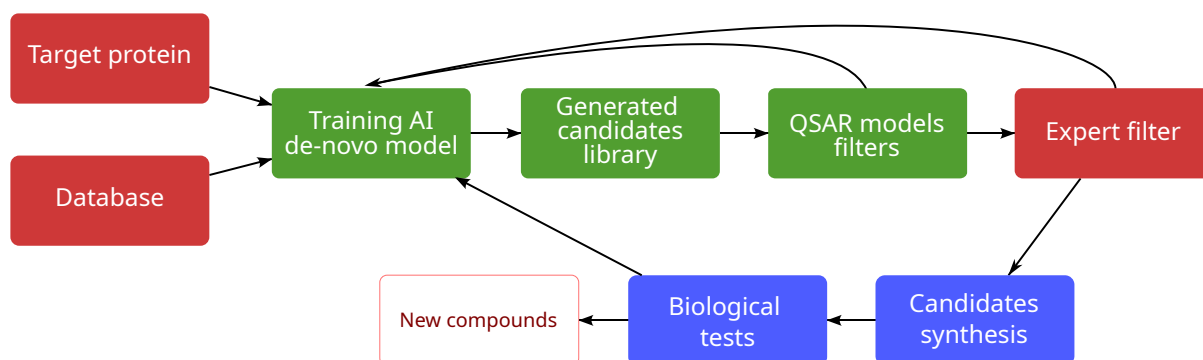 Target protein
Training AI
de-novo model
Generated
candidates
library
QSAR models
filters
Expert filter
Database
New compounds
Biological
tests
Candidates
synthesis